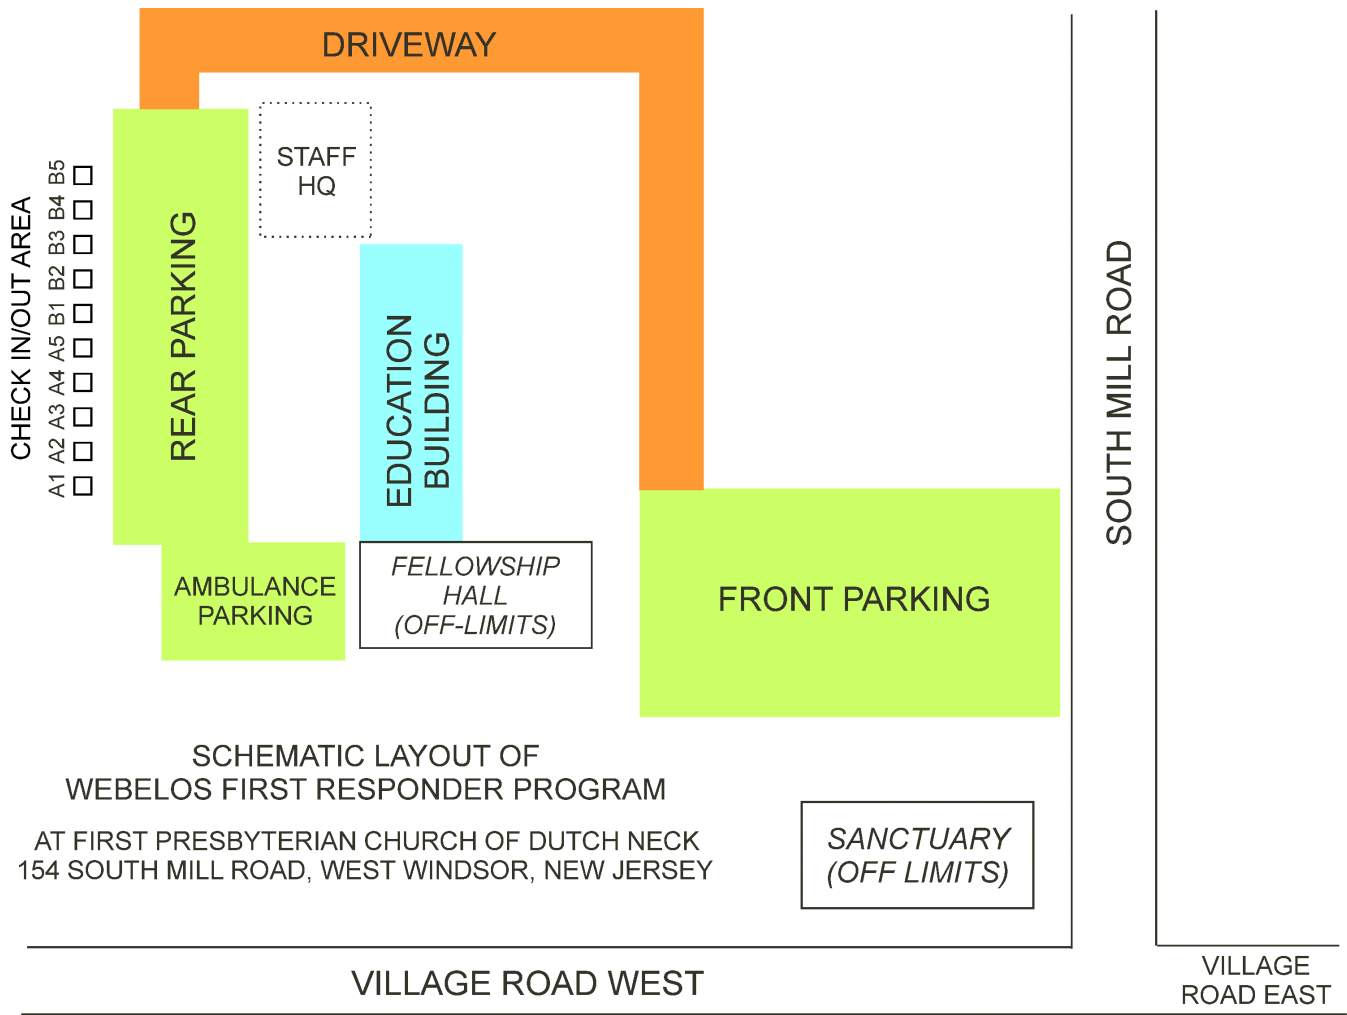 DRIVEWAY
STAFF
HQ
CHECK IN/OUT AREA
B5
B4
B3
B2
B1
A5
A4
A3
A2
A1
REAR PARKING
EDUCATION
BUILDING
SOUTH MILL ROAD
AMBULANCE
PARKING
FELLOWSHIP
HALL
(OFF-LIMITS)
FRONT PARKING
SCHEMATIC LAYOUT OF
WEBELOS FIRST RESPONDER PROGRAM
AT FIRST PRESBYTERIAN CHURCH OF DUTCH NECK
154 SOUTH MILL ROAD, WEST WINDSOR, NEW JERSEY
SANCTUARY
(OFF LIMITS)
VILLAGE ROAD WEST
VILLAGE
ROAD EAST